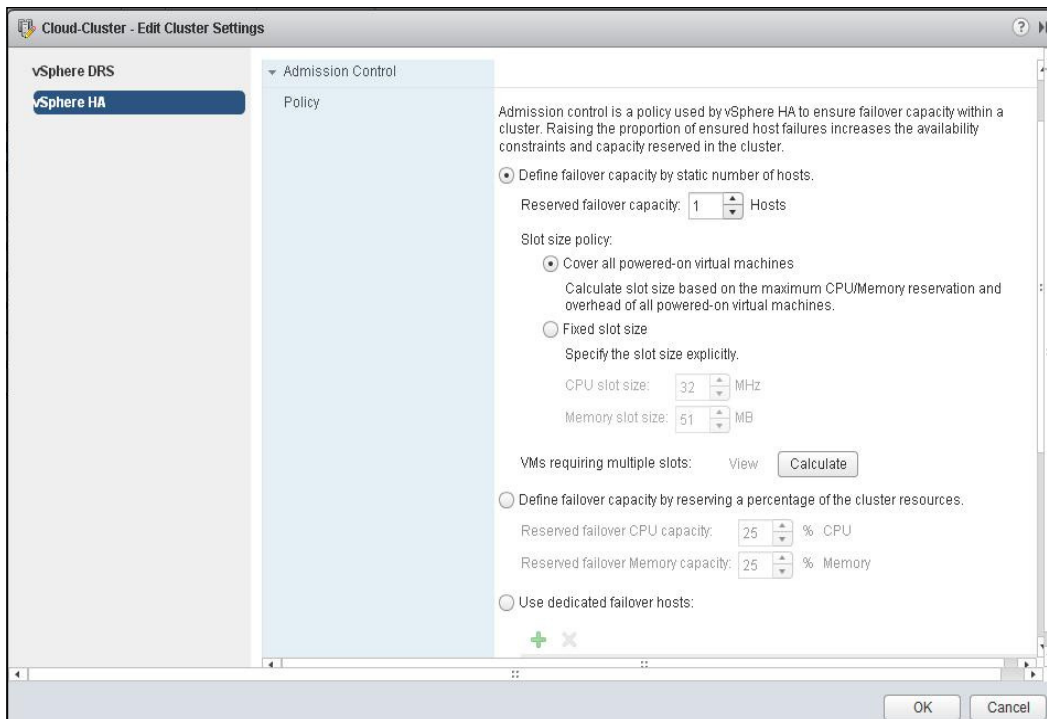 Cloud-Cluster - Edit Cluster Settings
?
vSphere DRS
vSphere HA
Admission Control
Policy
Admission control is a policy used by vSphere HA to ensure failover capacity within a
cluster. Raising the proportion of ensured host failures increases the availability
constraints and capacity reserved in the cluster.
Define failover capacity by static number of hosts.
Reserved failover capacity: 1 Hosts
Slot size policy:
Cover all powered-on virtual machines
Calculate slot size based on the maximum CPU/Memory reservation and
overhead of all powered-on virtual machines.
Fixed slot size
Specify the slot size explicitly.
CPU slot size: 32 MHz
Memory slot size: 51 MB
VMs requiring multiple slots: View Calculate
Define failover capacity by reserving a percentage of the cluster resources.
Reserved failover CPU capacity: 25 % CPU
Reserved failover Memory capacity: 25 % Memory
Use dedicated failover hosts:
OK Cancel